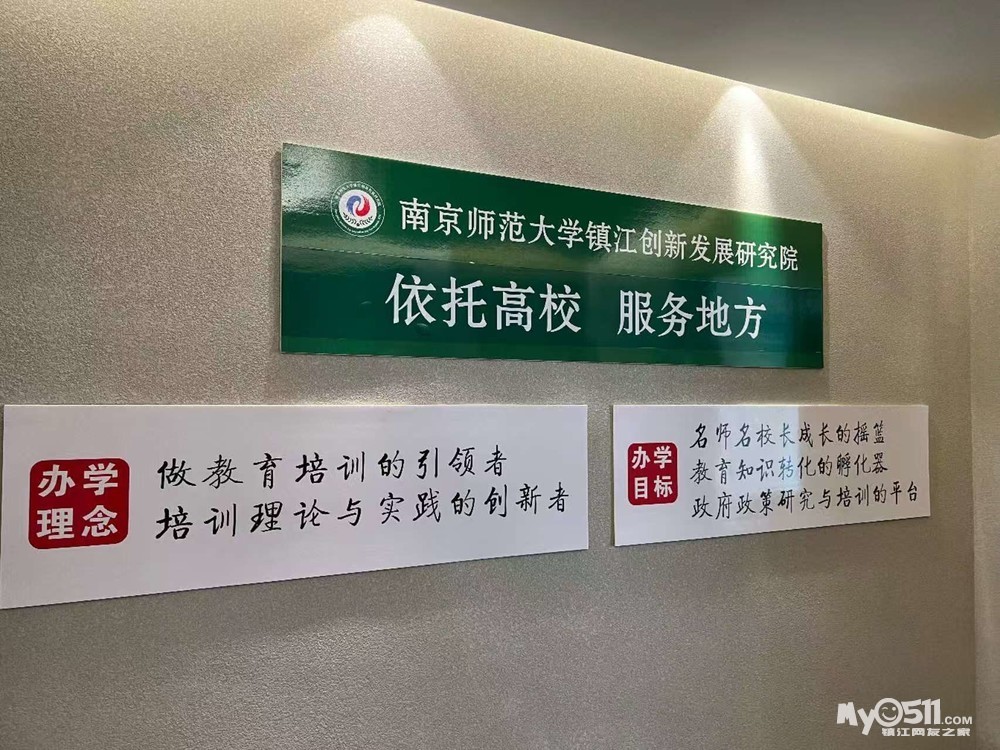 南京师范大学镇江创新发展研究院
依托高校 服务地方
办学
理念
做教育培训的引领者
培训理论与实践的创新者
办学
目标
名师名校长成长的摇篮
教育知识转化的孵化器
政府政策研究与培训的平台
My0511.COM
镇江网友之家